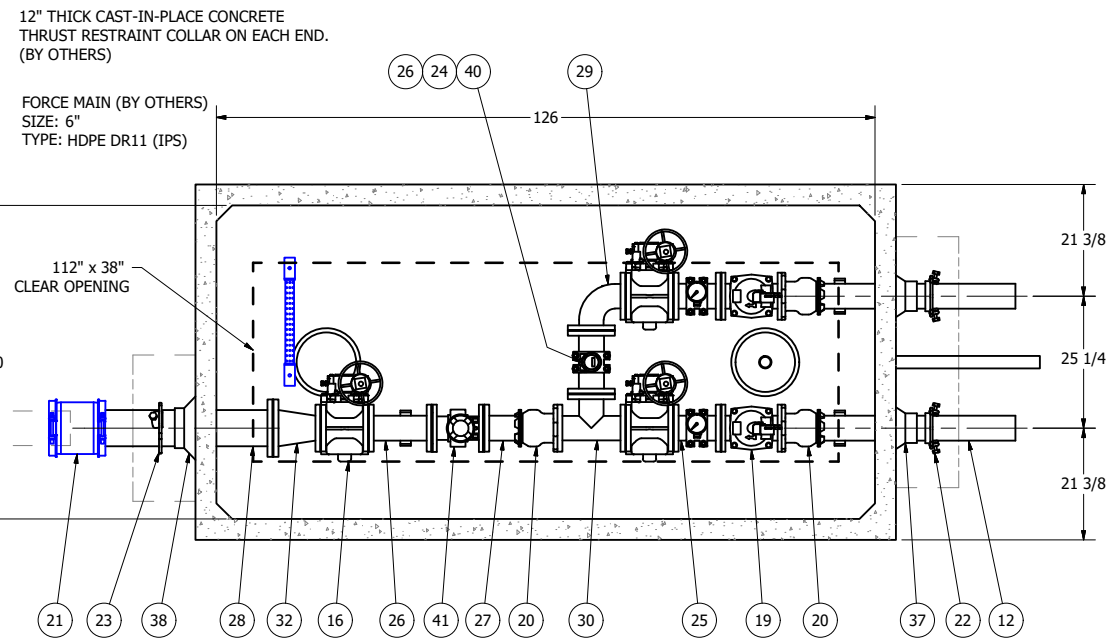 12" THICK CAST-IN-PLACE CONCRETE
THRUST RESTRAINT COLLAR ON EACH END.
(BY OTHERS)
FORCE MAIN (BY OTHERS)
SIZE: 6"
TYPE: HDPE DR11 (IPS)
26 24 40
29
126
112" x 38"
CLEAR OPENING
21 3/8
25 1/4
21 3/8
0
21 23 38 28 32 16 26 41 27 20 30 25 19 20 37 22 12